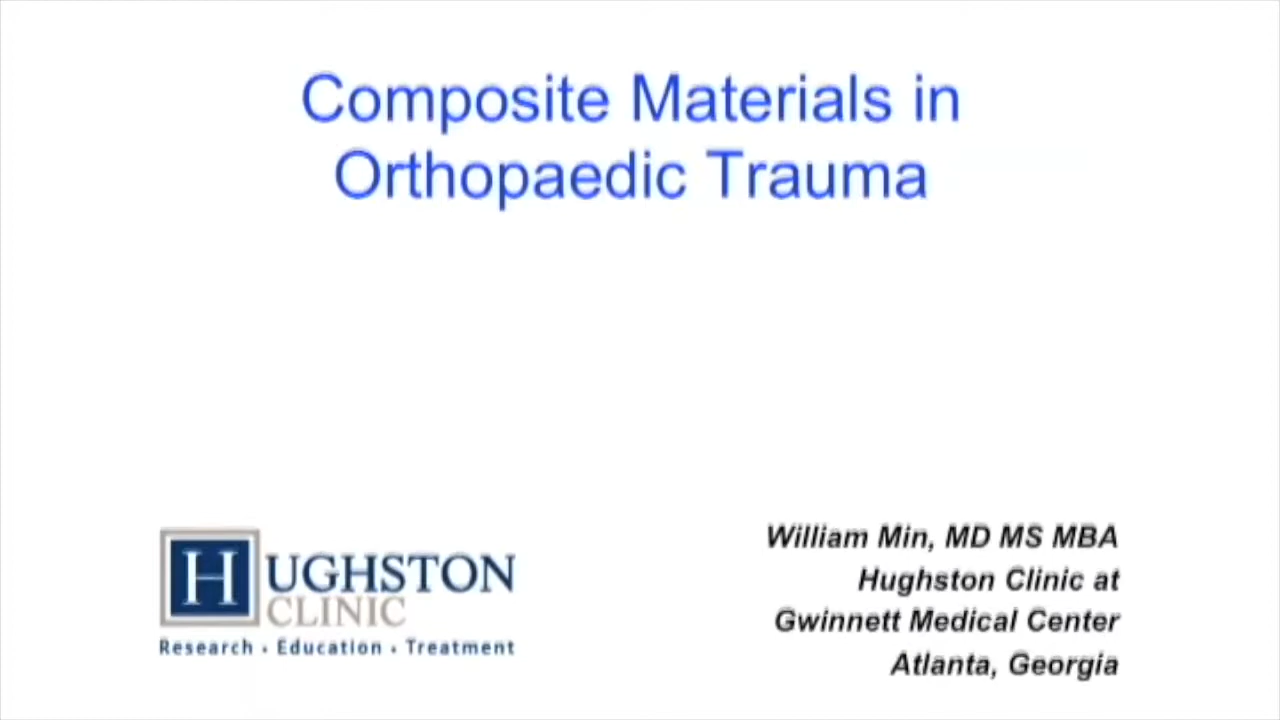 Composite Materials in
Orthopaedic Trauma
HUGHSTON
CLINIC
Research • Education • Treatment
William Min, MD MS MBA
Hughston Clinic at
Gwinnett Medical Center
Atlanta, Georgia